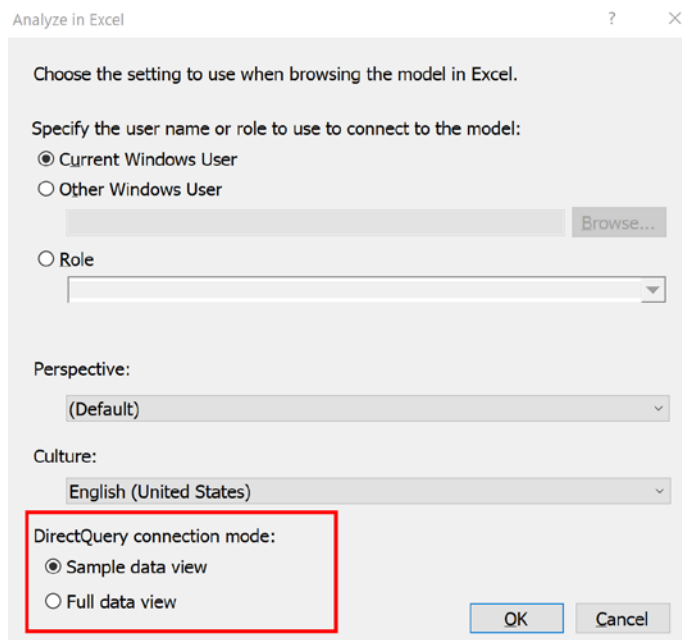 Analyze in Excel ? ×
Choose the setting to use when browsing the model in Excel.
Specify the user name or role to use to connect to the model:
Current Windows User
Other Windows User
Browse...
Role
Perspective:
(Default)
Culture:
English (United States)
DirectQuery connection mode:
Sample data view
Full data view
OK Cancel